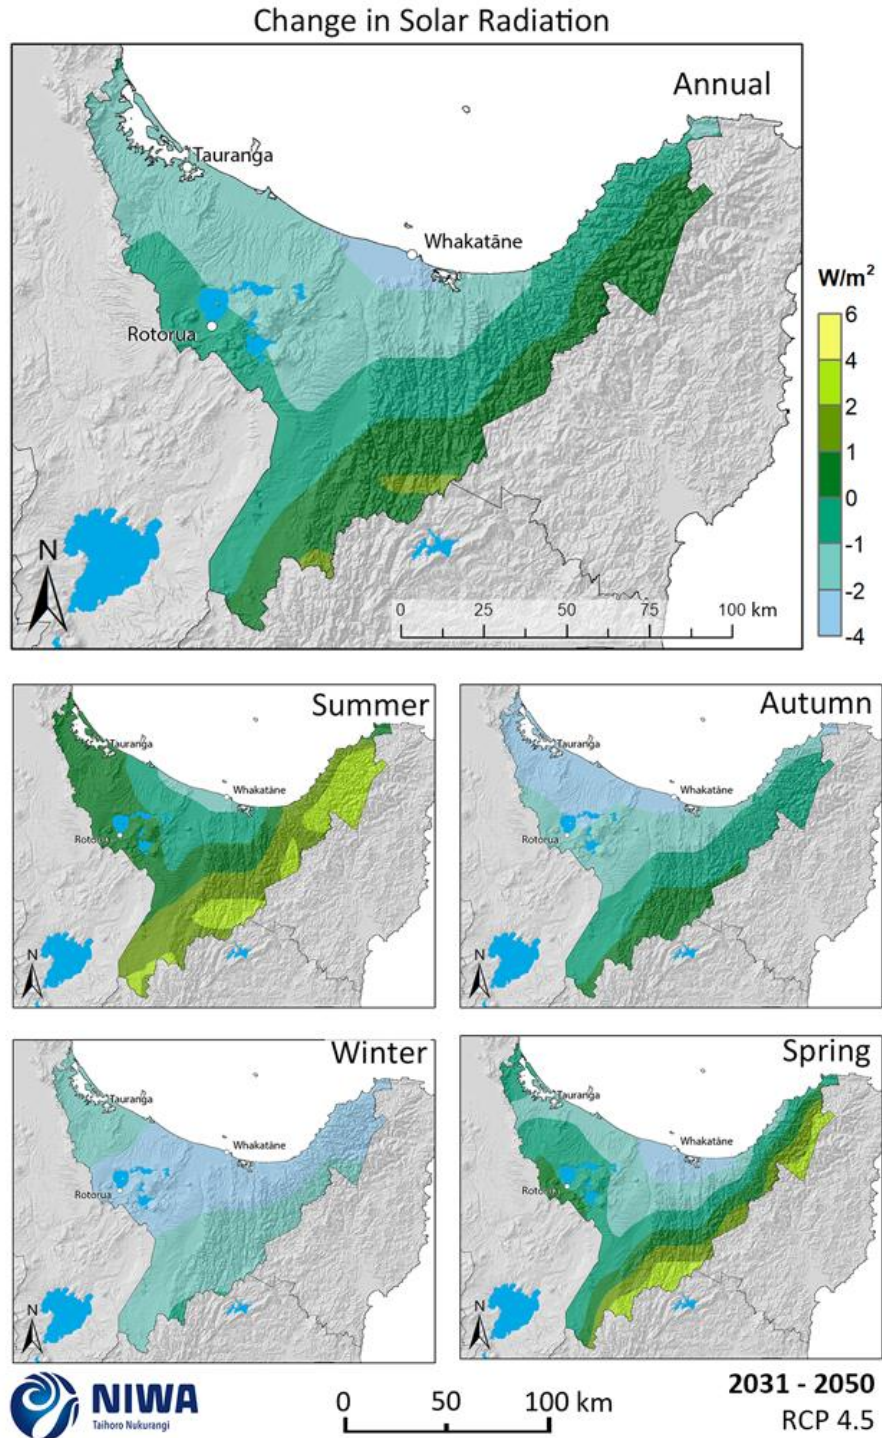 Change in Solar Radiation
Annual
Tauranga
Whakatāne
Rotorua
W/m²
6
4
2
1
0
-1
-2
-4
N
0 25 50 75 100 km
Summer
Tauranga
Whakatāne
Rotorua
N
Autumn
Tauranga
Whakatāne
Rotorua
N
Winter
Tauranga
Whakatāne
Rotorua
N
Spring
Tauranga
Whakatāne
Rotorua
N
NIWA
Taihoro Nukurangi
0 50 100 km
2031 - 2050
RCP 4.5